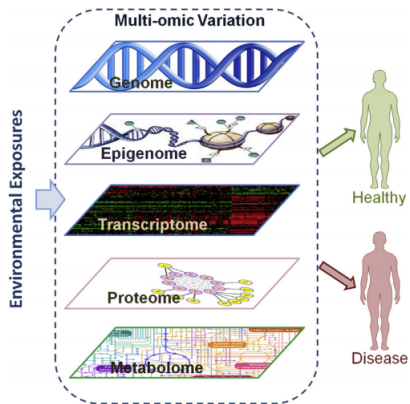 Multi-omic Variation
Environmental Exposures
Genome
Epigenome
Transcriptome
Proteome
Metabolome
Healthy
Disease